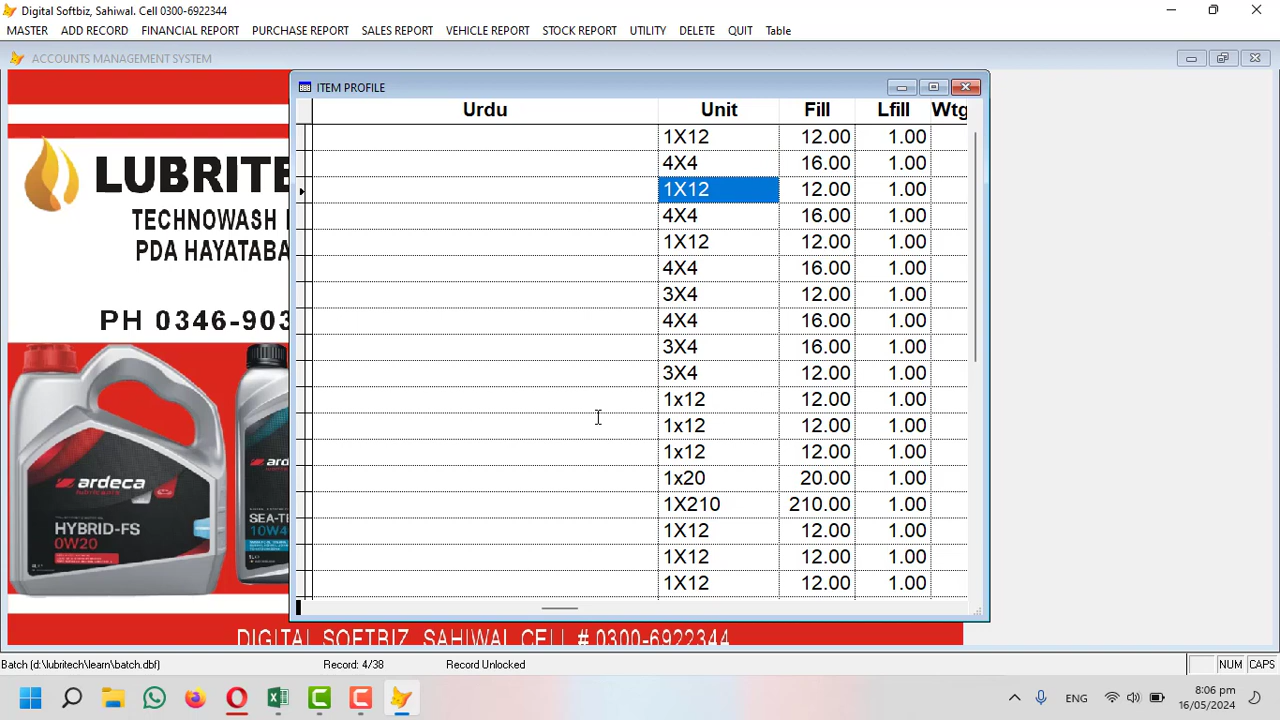 Digital Softbiz, Sahiwal. Cell 0300-6922344
MASTER ADD RECORD FINANCIAL REPORT PURCHASE REPORT SALES REPORT VEHICLE REPORT STOCK REPORT UTILITY DELETE QUIT Table
ACCOUNTS MANAGEMENT SYSTEM
LUBRITE
TECHNOWASH
PDA HAYATABA
PH 0346-903
ardeca
lubricants
HYBRID-FS
0W20
ardeca
SEA-TE
10W4
ITEM PROFILE
Urdu Unit Fill Lfill Wtg
1X12 12.00 1.00
4X4 16.00 1.00
1X12 12.00 1.00
4X4 16.00 1.00
1X12 12.00 1.00
4X4 16.00 1.00
3X4 12.00 1.00
4X4 16.00 1.00
3X4 16.00 1.00
3X4 12.00 1.00
1x12 12.00 1.00
1x12 12.00 1.00
1x12 12.00 1.00
1x20 20.00 1.00
1X210 210.00 1.00
1X12 12.00 1.00
1X12 12.00 1.00
1X12 12.00 1.00
DIGITAL SOFTBIZ SAHIWAL CELL # 0300-6922344
Batch (d:\lubritech\learn\batch.dbf) Record: 4/38 Record Unlocked NUM CAPS
ENG
8:06 pm
16/05/2024